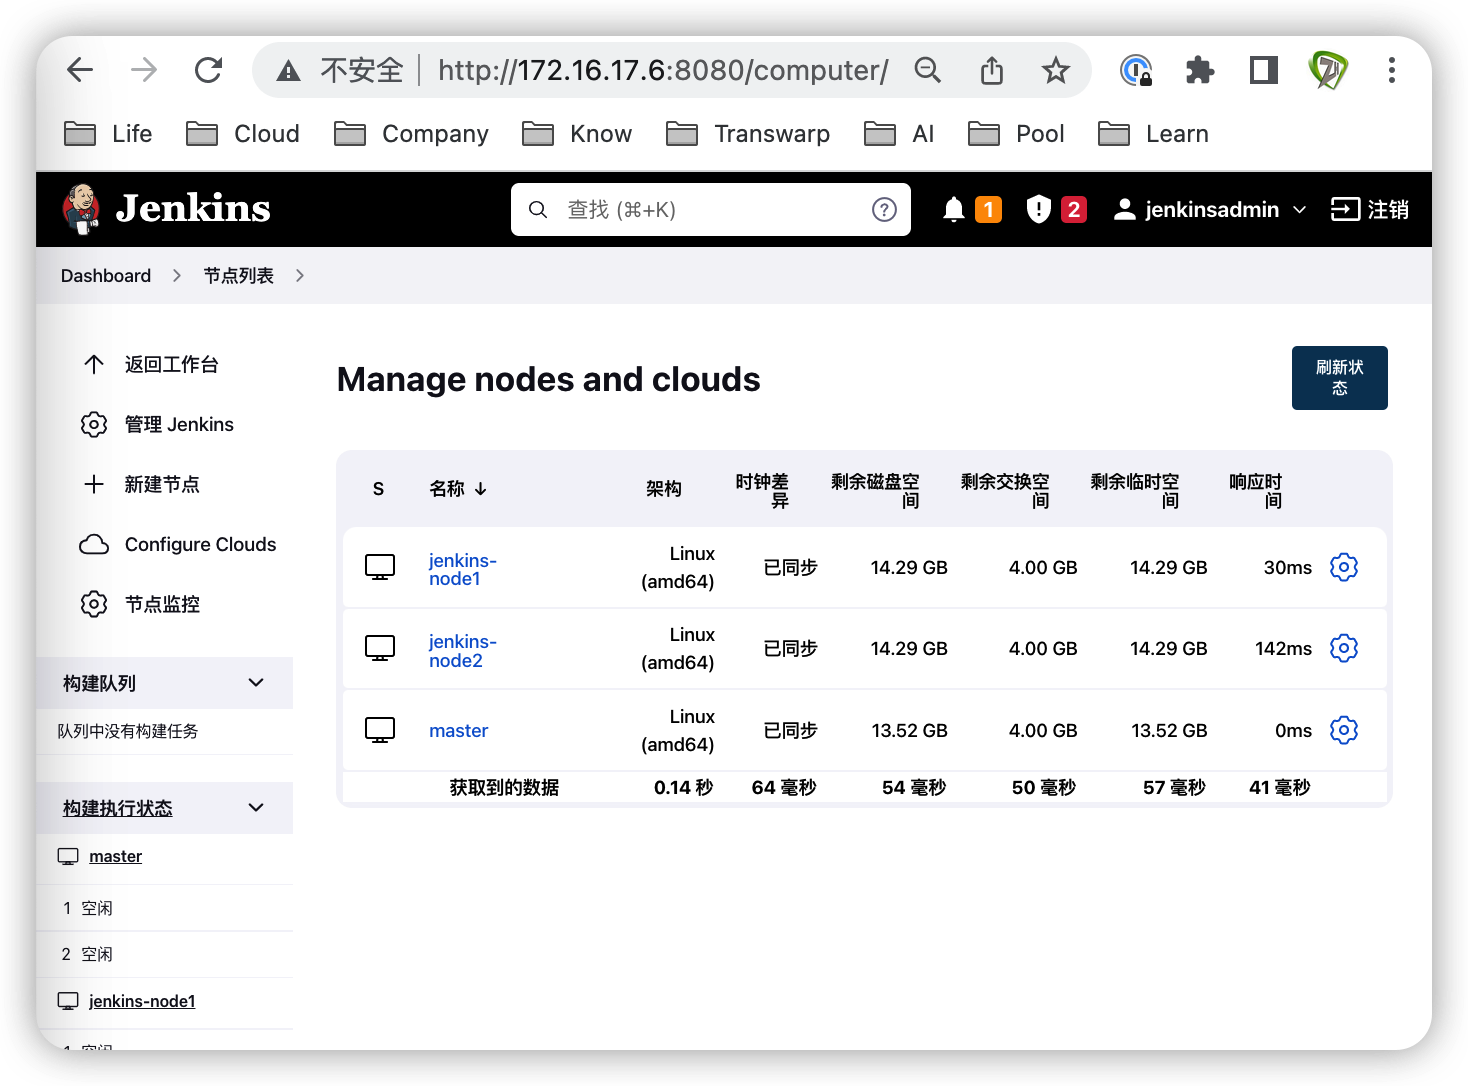 不安全 http://172.16.17.6:8080/computer/
Life Cloud Company Know Transwarp AI Pool Learn
Jenkins 查找 (⌘+K) 1 2 jenkinsadmin 注销
Dashboard 节点列表
返回工作台
管理 Jenkins
新建节点
Configure Clouds
节点监控
构建队列
队列中没有构建任务
构建执行状态
master
1 空闲
2 空闲
jenkins-node1
1 空闲
Manage nodes and clouds
刷新状
态
S 名称 ↓ 架构 时钟差
异 剩余磁盘空
间 剩余交换空
间 剩余临时空
间 响应时
间
jenkins-
node1 Linux
(amd64) 已同步 14.29 GB 4.00 GB 14.29 GB 30ms
jenkins-
node2 Linux
(amd64) 已同步 14.29 GB 4.00 GB 14.29 GB 142ms
master Linux
(amd64) 已同步 13.52 GB 4.00 GB 13.52 GB 0ms
获取到的数据 0.14 秒 64 毫秒 54 毫秒 50 毫秒 57 毫秒 41 毫秒